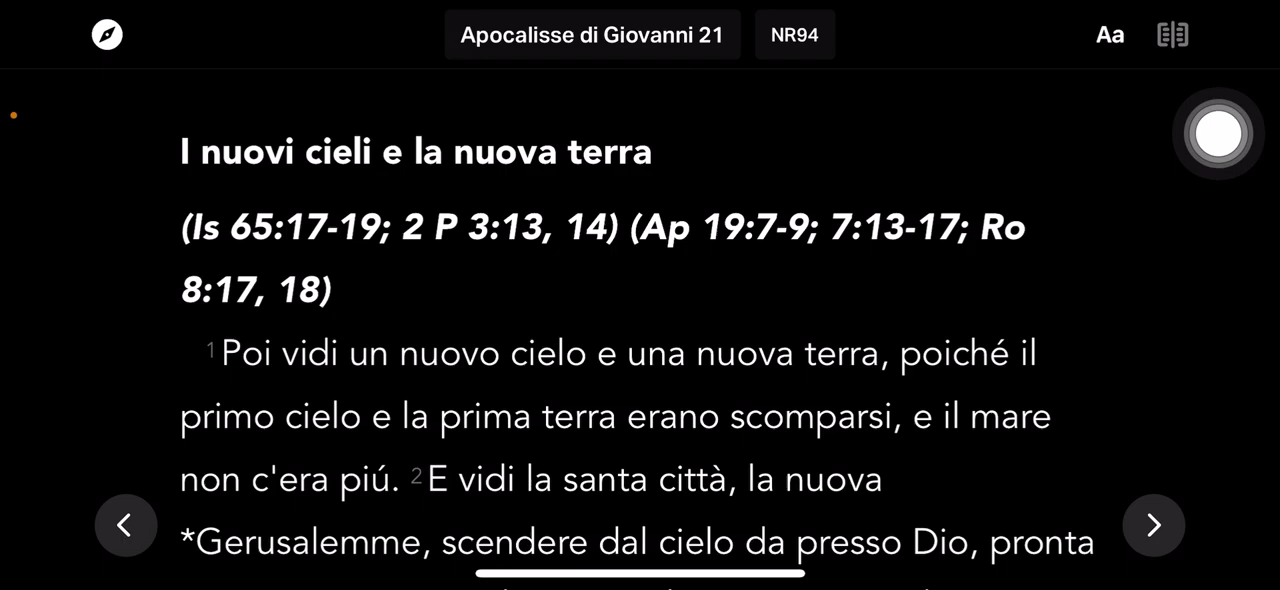 Apocalisse di Giovanni 21 NR94 Aa
I nuovi cieli e la nuova terra
(Is 65:17-19; 2 P 3:13, 14) (Ap 19:7-9; 7:13-17; Ro
8:17, 18)
1 Poi vidi un nuovo cielo e una nuova terra, poiché il
primo cielo e la prima terra erano scomparsi, e il mare
non c'era piú. 2 E vidi la santa città, la nuova
*Gerusalemme, scendere dal cielo da presso Dio, pronta